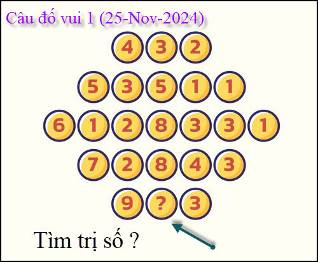 Câu đố vui 1 (25-Nov-2024)
4 3 2
5 3 5 1 1
6 1 2 8 3 3 1
7 2 8 4 3
9 ? 3
Tìm trị số ?